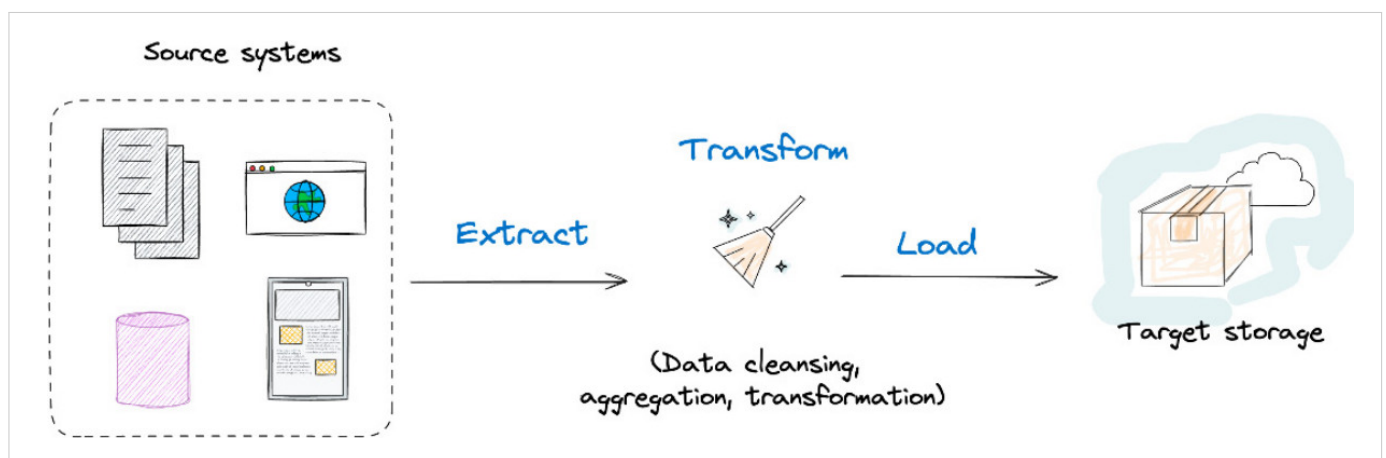 Source systems
Transform
Extract
Load
Target storage
(Data cleansing,
aggregation, transformation)